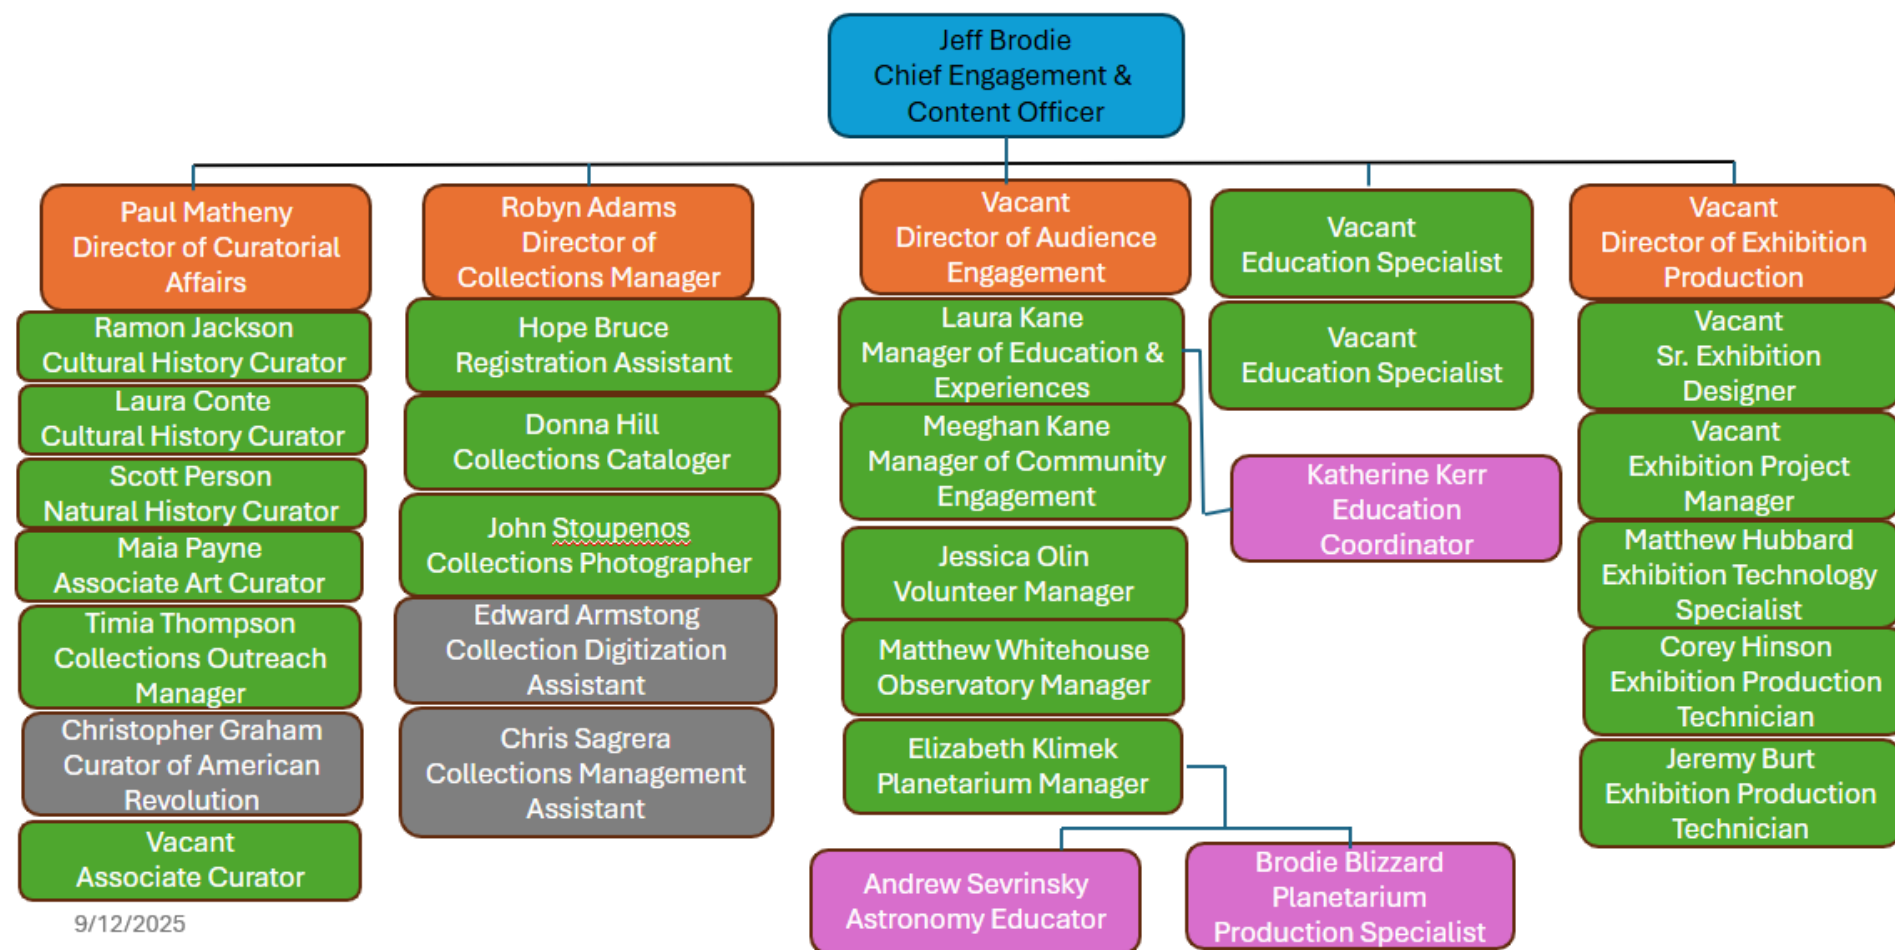 Jeff Brodie
Chief Engagement &
Content Officer
Paul Matheny
Director of Curatorial
Affairs
Ramon Jackson
Cultural History Curator
Laura Conte
Cultural History Curator
Scott Person
Natural History Curator
Maia Payne
Associate Art Curator
Timia Thompson
Collections Outreach
Manager
Christopher Graham
Curator of American
Revolution
Vacant
Associate Curator
Robyn Adams
Director of
Collections Manager
Hope Bruce
Registration Assistant
Donna Hill
Collections Cataloger
John Stoupenos
Collections Photographer
Edward Armstong
Collection Digitization
Assistant
Chris Sagrera
Collections Management
Assistant
Vacant
Director of Audience
Engagement
Laura Kane
Manager of Education &
Experiences
Meeghan Kane
Manager of Community
Engagement
Jessica Olin
Volunteer Manager
Matthew Whitehouse
Observatory Manager
Elizabeth Klimek
Planetarium Manager
Andrew Sevrinsky
Astronomy Educator
Brodie Blizzard
Planetarium
Production Specialist
Vacant
Education Specialist
Vacant
Education Specialist
Katherine Kerr
Education
Coordinator
Vacant
Director of Exhibition
Production
Vacant
Sr. Exhibition
Designer
Vacant
Exhibition Project
Manager
Matthew Hubbard
Exhibition Technology
Specialist
Corey Hinson
Exhibition Production
Technician
Jeremy Burt
Exhibition Production
Technician
9/12/2025